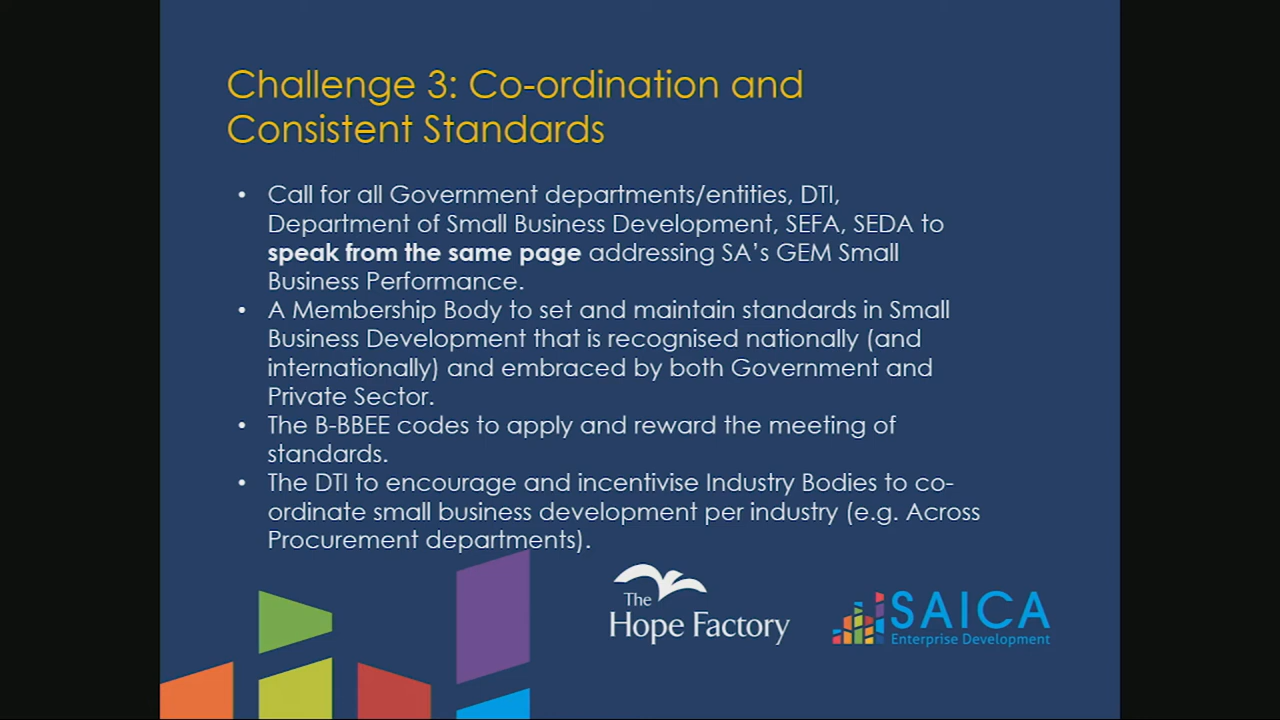 Challenge 3: Co-ordination and
Consistent Standards
• Call for all Government departments/entities, DTI,
Department of Small Business Development, SEFA, SEDA to
speak from the same page addressing SA's GEM Small
Business Performance.
• A Membership Body to set and maintain standards in Small
Business Development that is recognised nationally (and
internationally) and embraced by both Government and
Private Sector.
• The B-BBEE codes to apply and reward the meeting of
standards.
• The DTI to encourage and incentivise Industry Bodies to co-
ordinate small business development per industry (e.g. Across
Procurement departments).
The
Hope Factory
SAICA
Enterprise Development